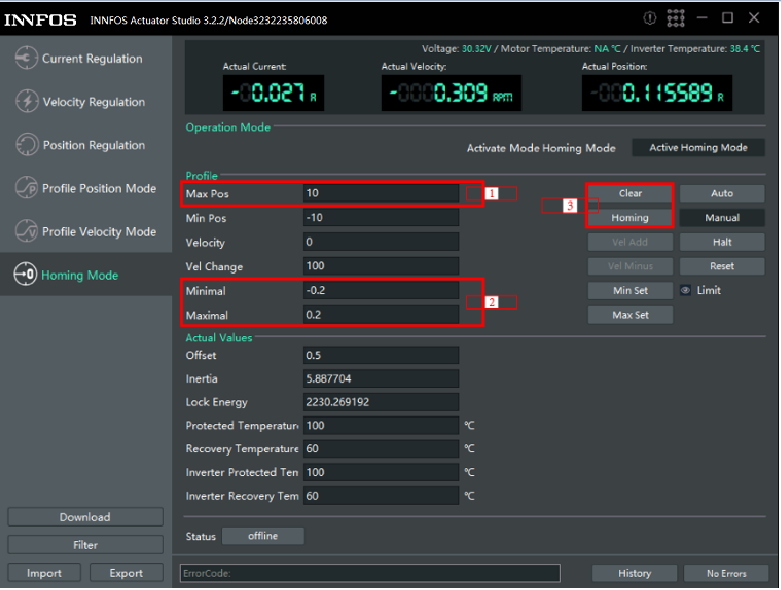 INNFOS INNFOS Actuator Studio 3.2.2/Node3232235806008
Current Regulation
Velocity Regulation
Position Regulation
Profile Position Mode
Profile Velocity Mode
Homing Mode
Download
Filter
Import Export
Voltage: 30.32V / Motor Temperature: NA℃ / Inverter Temperature: 38.4℃
Actual Current: Actual Velocity: Actual Position:
-0.027 A -0.309 RPM -0.115589 R
Operation Mode
Activate Mode Homing Mode Active Homing Mode
Profile
Max Pos 10 1 Clear Auto
3
Min Pos -10 Homing Manual
Velocity 0 Vel Add Halt
Vel Change 100 Vel Minus Reset
Minimal -0.2 Min Set Limit
2
Maximal 0.2 Max Set
Actual Values
Offset 0.5
Inertia 5.887704
Lock Energy 2230.269192
Protected Temperatur 100 ℃
Recovery Temperature 60 ℃
Inverter Protected Ten 100 ℃
Inverter Recovery Tem 60 ℃
Status offline
ErrorCode: History No Errors